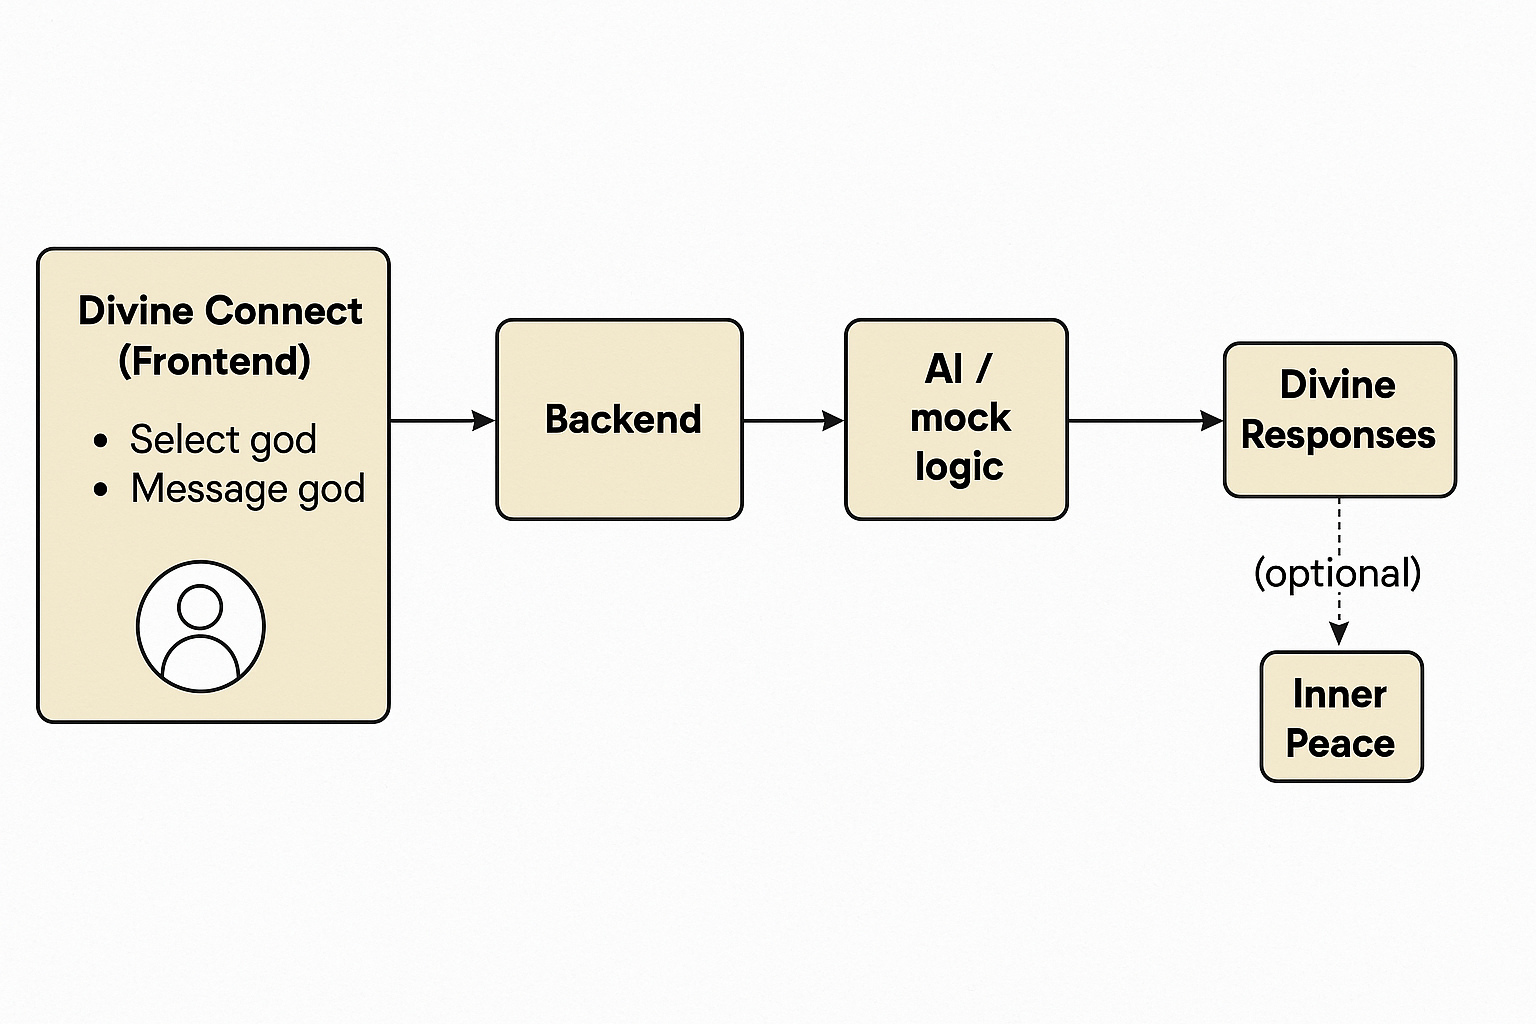 Divine Connect
(Frontend)
• Select god
• Message god
Backend
AI /
mock
logic
Divine
Responses
(optional)
Inner
Peace